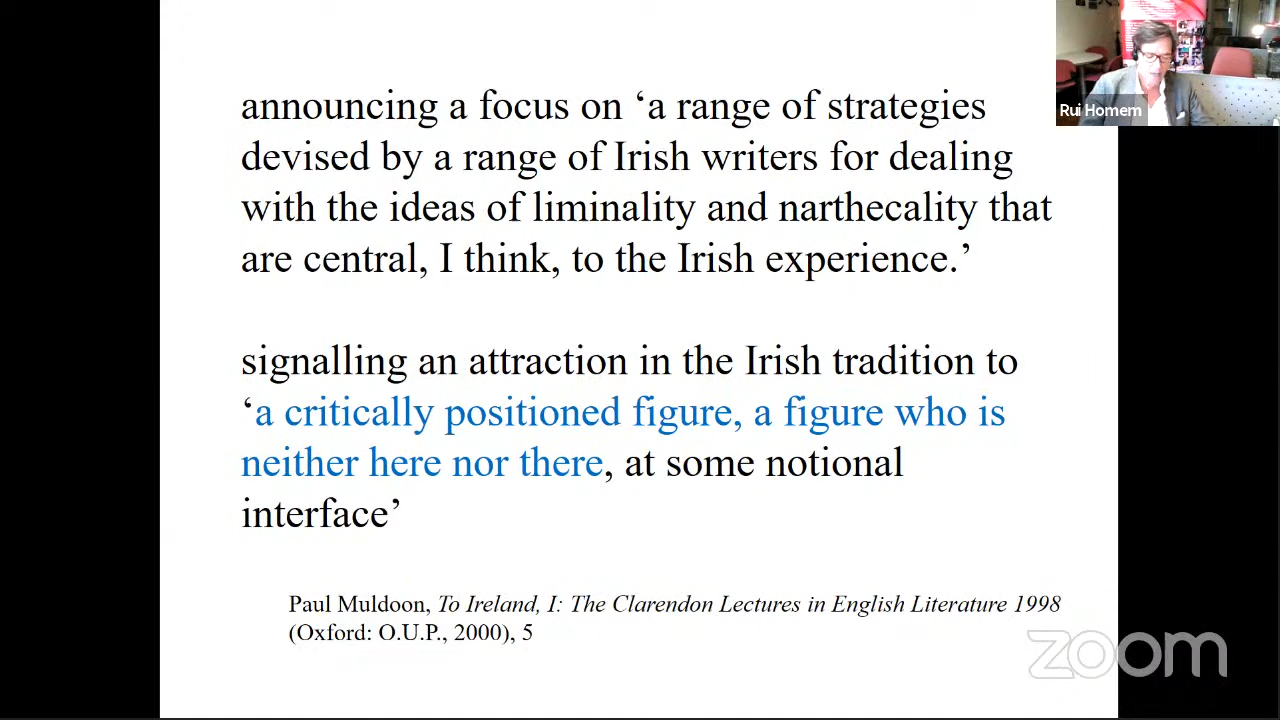 announcing a focus on ‘a range of strategies
devised by a range of Irish writers for dealing
with the ideas of liminality and narthecality that
are central, I think, to the Irish experience.’
signalling an attraction in the Irish tradition to
‘a critically positioned figure, a figure who is
neither here nor there, at some notional
interface’
Paul Muldoon, To Ireland, I: The Clarendon Lectures in English Literature 1998
(Oxford: O.U.P., 2000), 5
Rui Homem
zoom